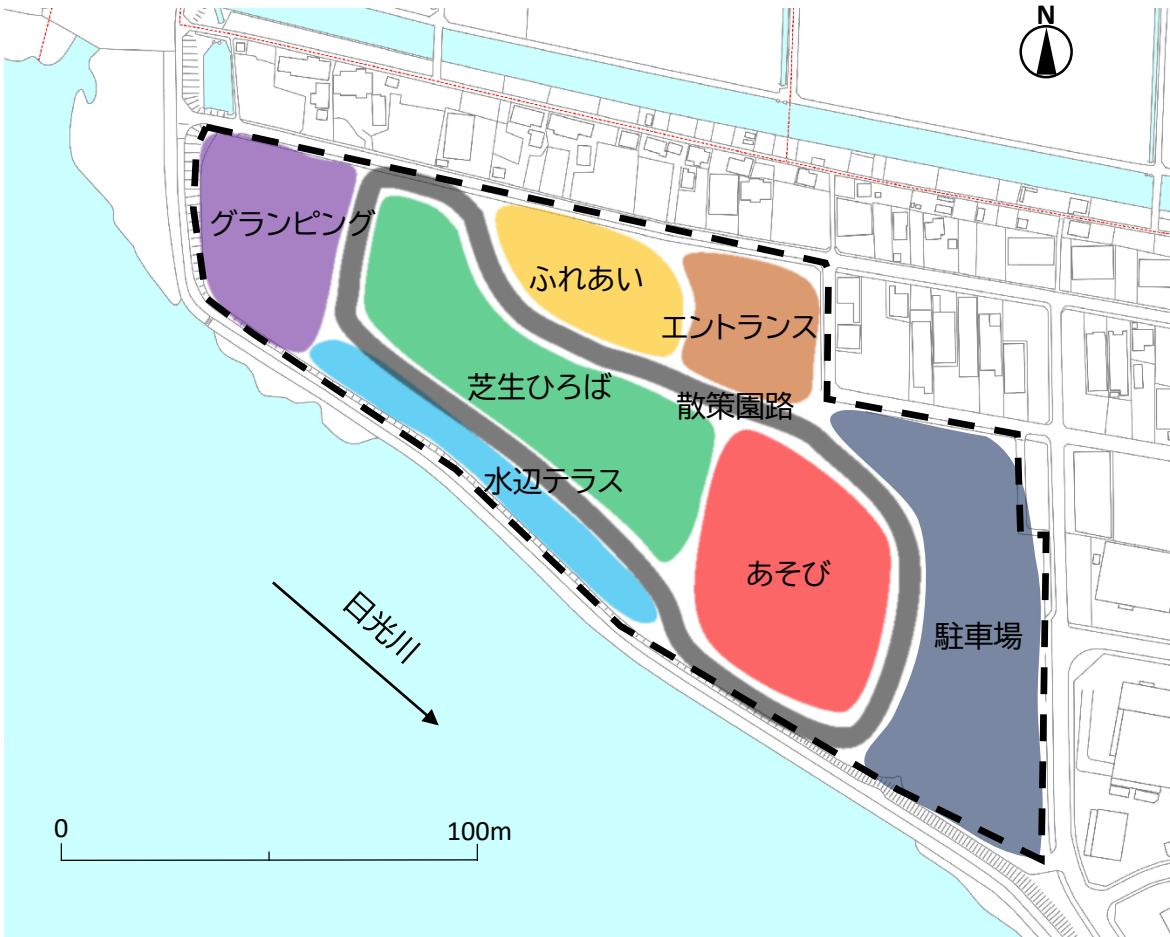 N
グランピング
ふれあい
エントランス
芝生ひろば
散策園路
水辺テラス
あそび
日光川
駐車場
0
100m